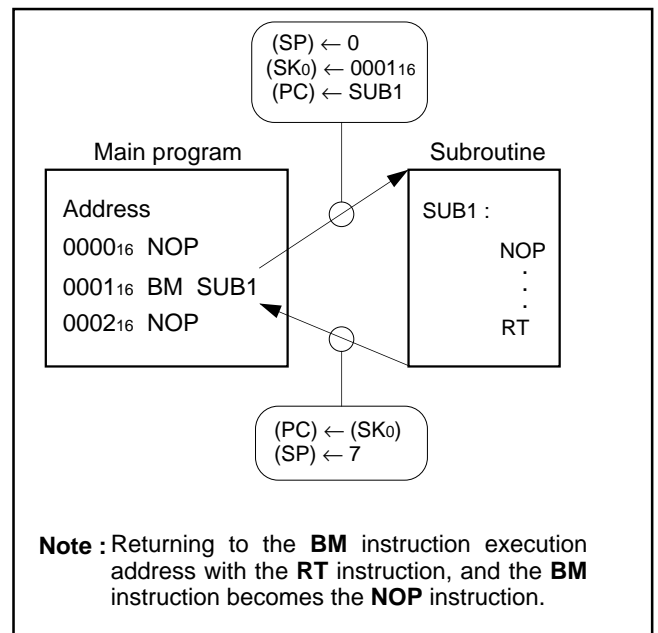 (SP) ← 0
(SK0) ← 000116
(PC) ← SUB1
Main program
Subroutine
Address
000016 NOP
000116 BM SUB1
000216 NOP
SUB1 :
NOP
.
.
.
RT
(PC) ← (SK0)
(SP) ← 7
Note : Returning to the BM instruction execution
address with the RT instruction, and the BM
instruction becomes the NOP instruction.